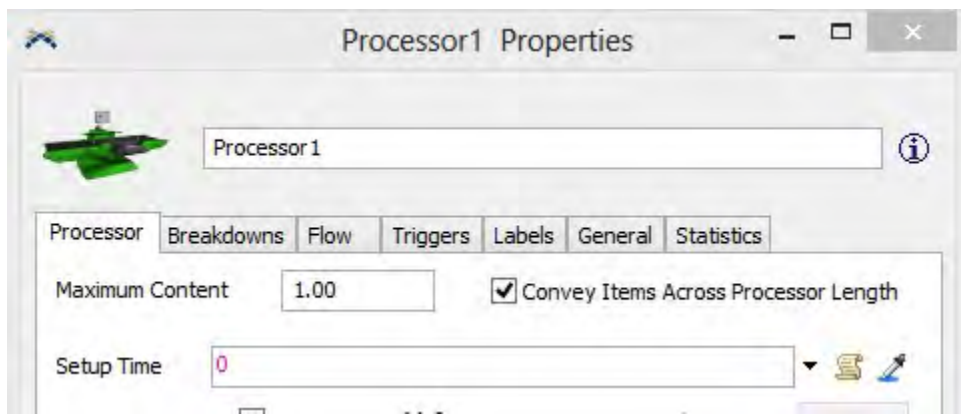 Processor1 Properties
Processor1
Processor Breakdowns Flow Triggers Labels General Statistics
Maximum Content 1.00 Convey Items Across Processor Length
Setup Time 0